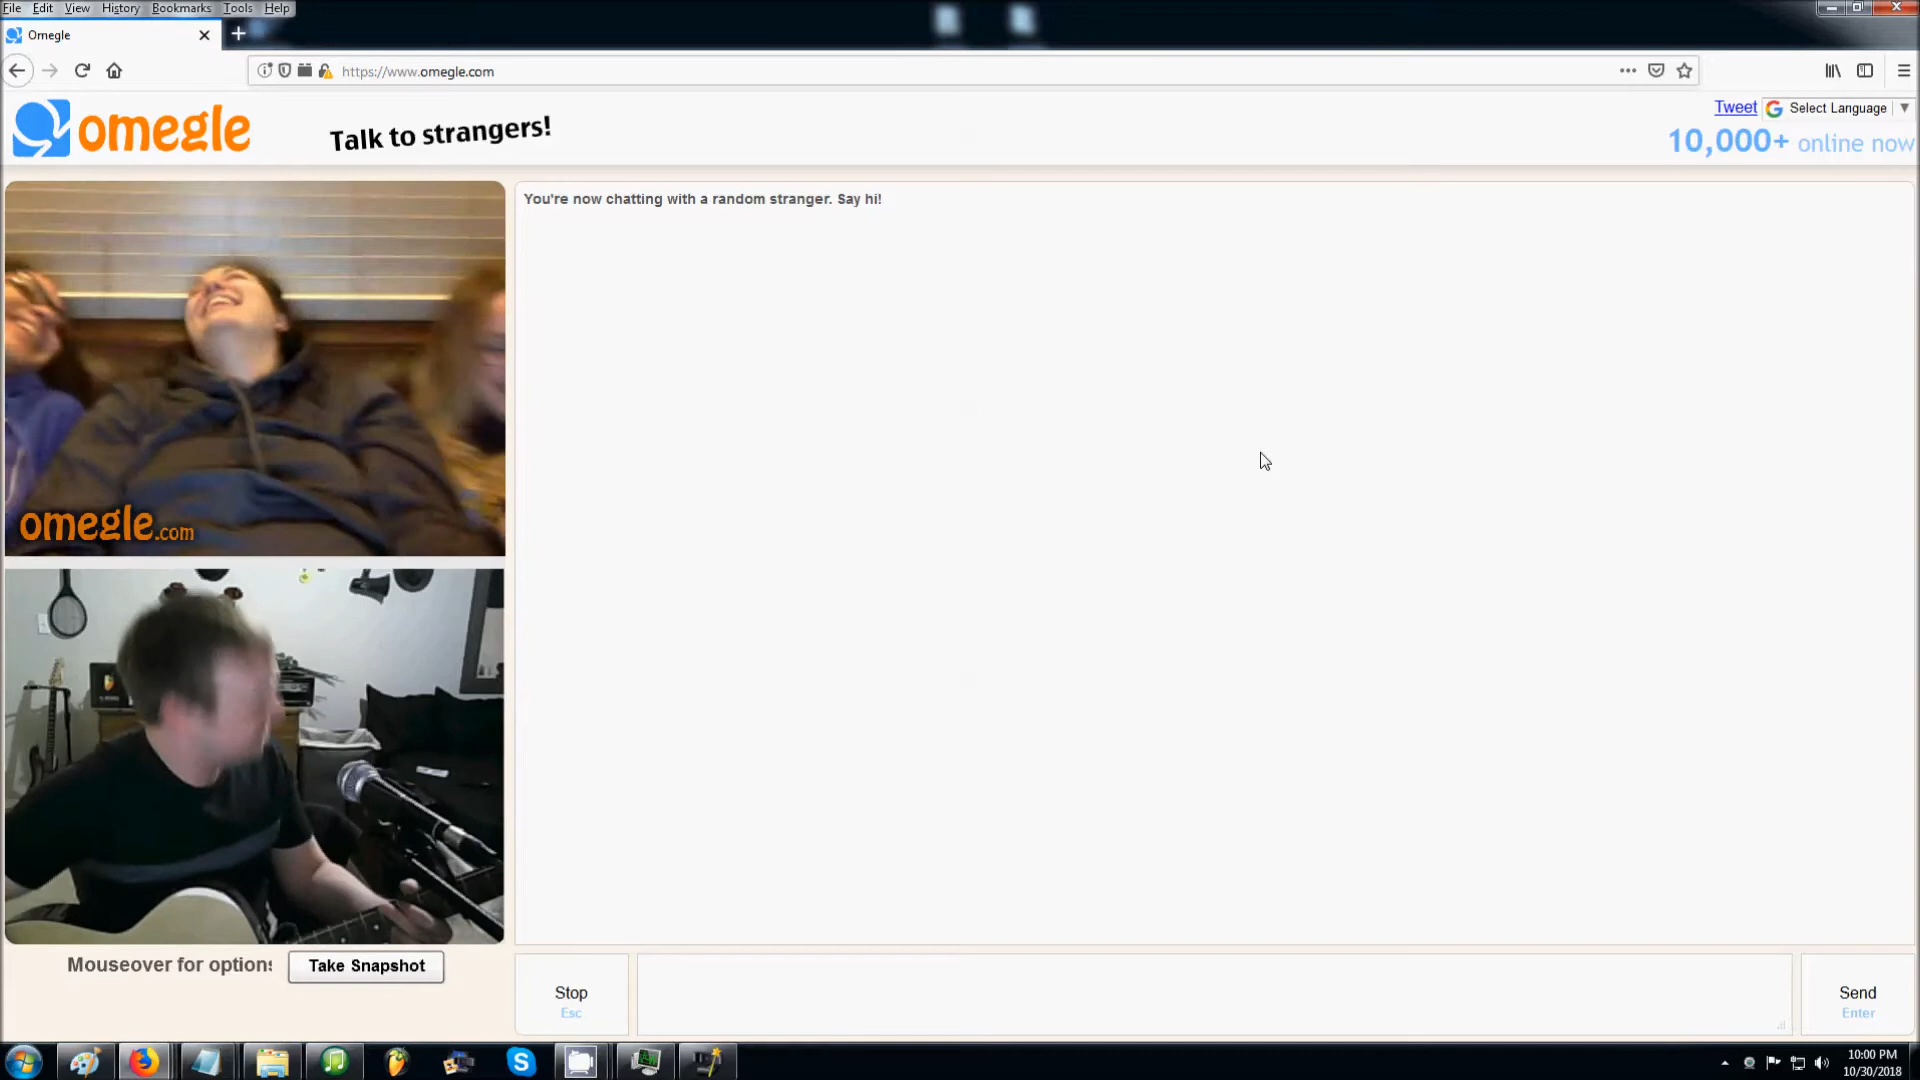 File Edit View History Bookmarks Tools Help
Omegle
https://www.omegle.com
omegle
Talk to strangers!
Tweet
Select Language
10,000+ online now
You're now chatting with a random stranger. Say hi!
omegle.com
Mouseover for options
Take Snapshot
Stop
Esc
Send
Enter
10:00 PM
10/30/2018